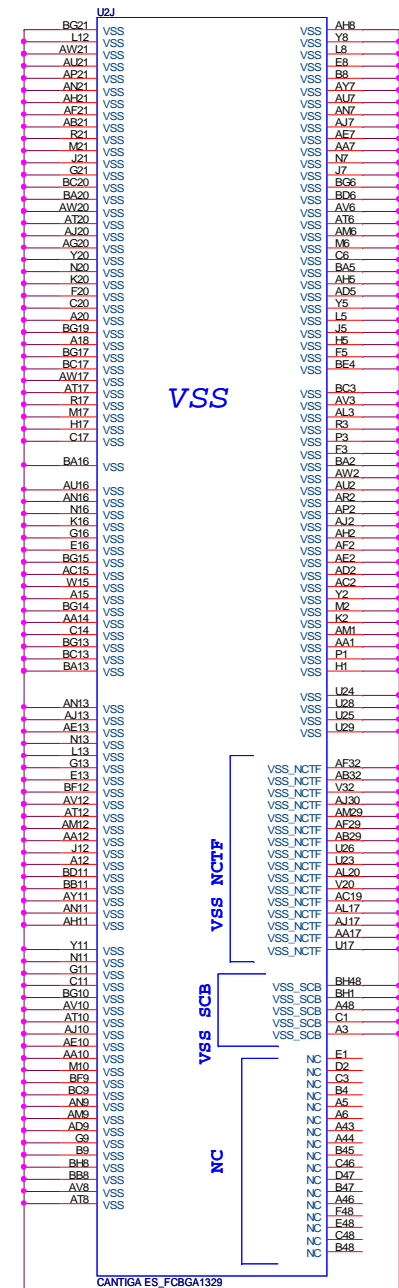 U2J
BG21 VSS
L12 VSS
AW21 VSS
AU21 VSS
AP21 VSS
AN21 VSS
AH21 VSS
AF21 VSS
AB21 VSS
R21 VSS
M21 VSS
J21 VSS
G21 VSS
BC20 VSS
BA20 VSS
AW20 VSS
AT20 VSS
AJ20 VSS
AG20 VSS
Y20 VSS
N20 VSS
K20 VSS
F20 VSS
C20 VSS
A20 VSS
BG19 VSS
A18 VSS
BG17 VSS
BC17 VSS
AW17 VSS
AT17 VSS
R17 VSS
M17 VSS
H17 VSS
C17 VSS
BA16 VSS
AU16 VSS
AN16 VSS
N16 VSS
K16 VSS
G16 VSS
E16 VSS
BG15 VSS
AC15 VSS
W15 VSS
A15 VSS
BG14 VSS
AA14 VSS
C14 VSS
BG13 VSS
BC13 VSS
BA13 VSS
AN13 VSS
AJ13 VSS
AE13 VSS
N13 VSS
L13 VSS
G13 VSS
E13 VSS
BF12 VSS
AV12 VSS
AT12 VSS
AM12 VSS
AA12 VSS
J12 VSS
A12 VSS
BD11 VSS
BB11 VSS
AY11 VSS
AN11 VSS
AH11 VSS
Y11 VSS
N11 VSS
G11 VSS
C11 VSS
BG10 VSS
AV10 VSS
AT10 VSS
AJ10 VSS
AE10 VSS
AA10 VSS
M10 VSS
BF9 VSS
BC9 VSS
AN9 VSS
AM9 VSS
AD9 VSS
G9 VSS
B9 VSS
BH8 VSS
BB8 VSS
AV8 VSS
AT8 VSS
VSS
VSS NCTF
VSS SCB
NC
VSS AH8
VSS Y8
VSS L8
VSS E8
VSS B8
VSS AY7
VSS AU7
VSS AN7
VSS AJ7
VSS AE7
VSS AA7
VSS N7
VSS J7
VSS BG6
VSS BD6
VSS AV6
VSS AT6
VSS AM6
VSS M6
VSS C6
VSS BA5
VSS AH5
VSS AD5
VSS Y5
VSS L5
VSS J5
VSS H5
VSS F5
VSS BE4
VSS BC3
VSS AV3
VSS AL3
VSS R3
VSS P3
VSS F3
VSS BA2
VSS AW2
VSS AU2
VSS AR2
VSS AP2
VSS AJ2
VSS AH2
VSS AF2
VSS AE2
VSS AD2
VSS AC2
VSS Y2
VSS M2
VSS K2
VSS AM1
VSS AA1
VSS P1
VSS H1
VSS U24
VSS U28
VSS U25
VSS U29
VSS_NCTF AF32
VSS_NCTF AB32
VSS_NCTF V32
VSS_NCTF AJ30
VSS_NCTF AM29
VSS_NCTF AF29
VSS_NCTF AB29
VSS_NCTF U26
VSS_NCTF U23
VSS_NCTF AL20
VSS_NCTF V20
VSS_NCTF AC19
VSS_NCTF AL17
VSS_NCTF AJ17
VSS_NCTF AA17
VSS_NCTF U17
VSS_SCB BH48
VSS_SCB BH1
VSS_SCB A48
VSS_SCB C1
VSS_SCB A3
NC E1
NC D2
NC C3
NC B4
NC A5
NC A6
NC A43
NC A44
NC B45
NC C46
NC D47
NC B47
NC A46
NC F48
NC E48
NC C48
NC B48
CANTIGA ES_FCBGA1329